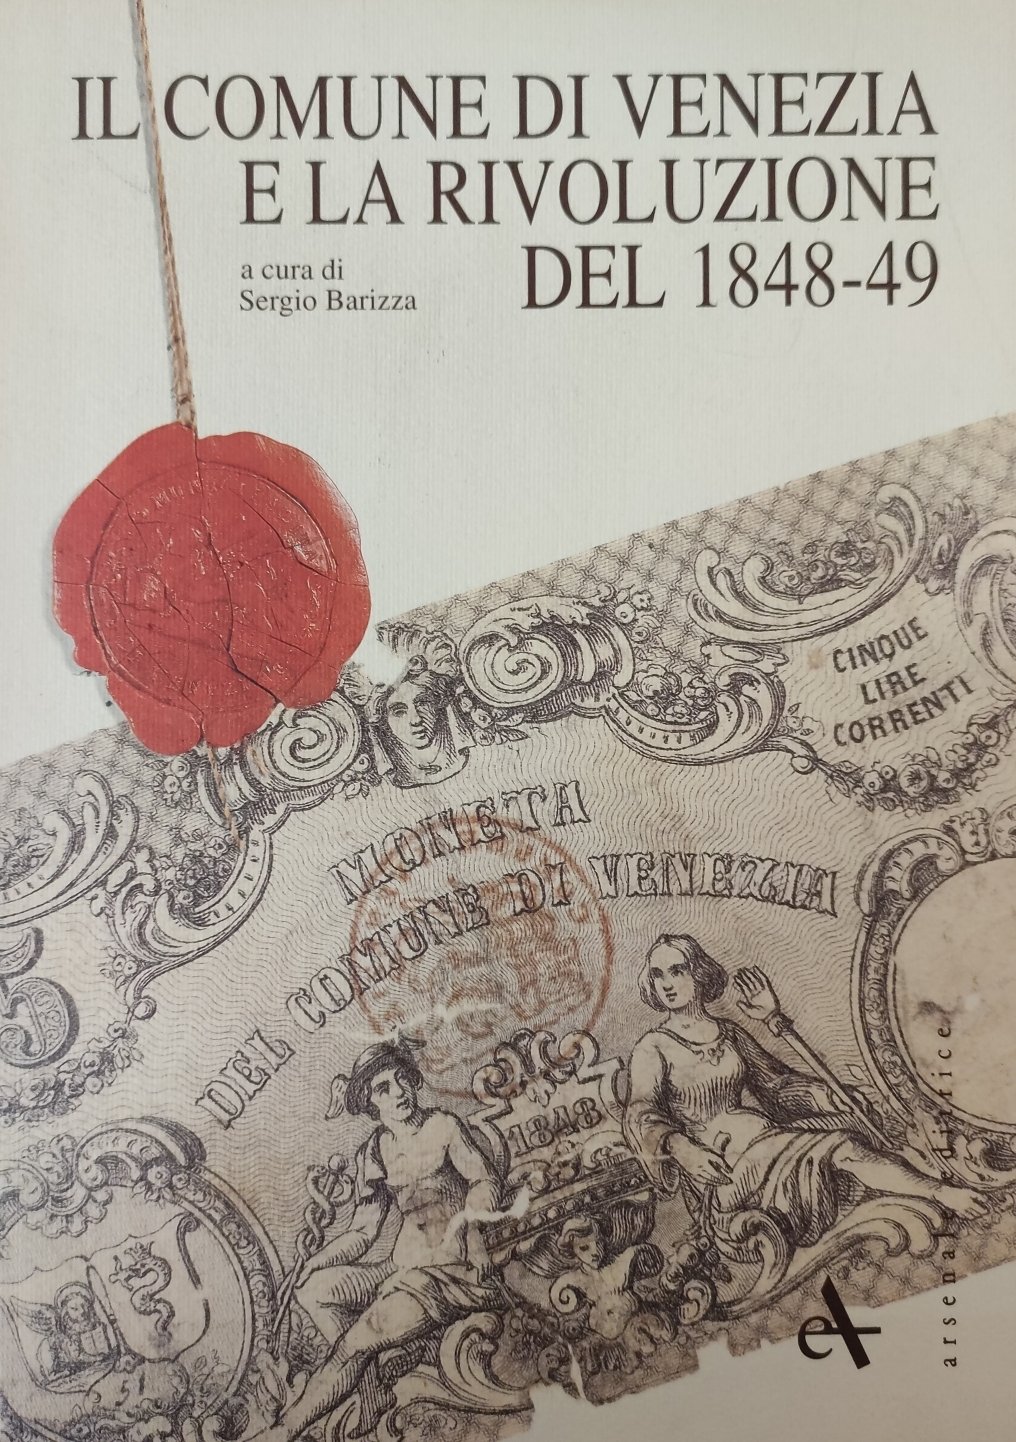 IL COMUNE DI VENEZIA
E LA RIVOLUZIONE
DEL 1848-49
a cura di
Sergio Barizza
CINQUE
LIRE
CORRENTI
MONETA
DEL COMUNE DI VENEZIA
5
1848
arsenale editrice